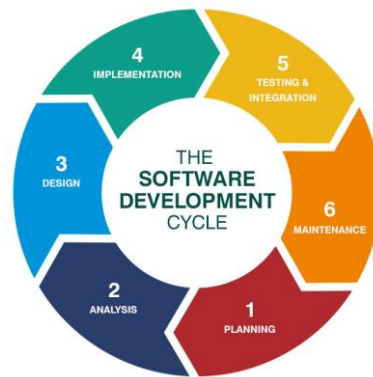 THE
SOFTWARE
DEVELOPMENT
CYCLE
1
PLANNING
2
ANALYSIS
3
DESIGN
4
IMPLEMENTATION
5
TESTING &
INTEGRATION
6
MAINTENANCE